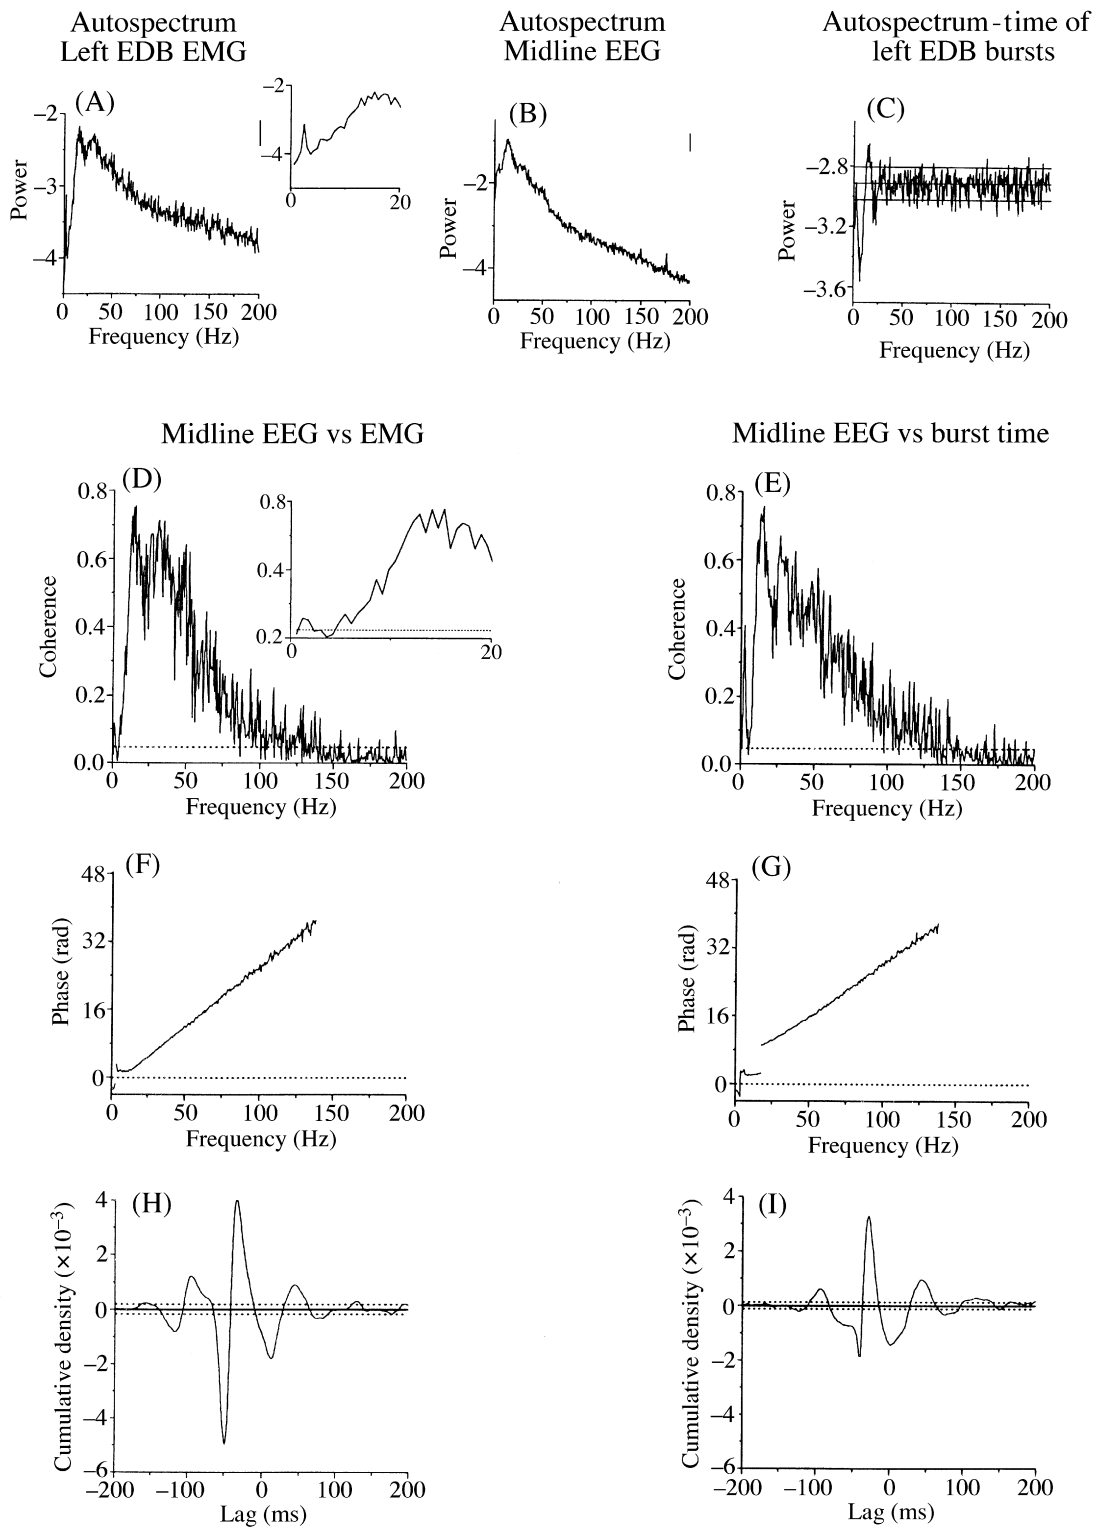 Autospectrum
Left EDB EMG
Autospectrum
Midline EEG
Autospectrum-time of
left EDB bursts
(A)
−2
−3
−4
Power
0 50 100 150 200
Frequency (Hz)
−2
−4
0 20
(B)
−2
−4
Power
0 50 100 150 200
Frequency (Hz)
(C)
−2.8
−3.2
−3.6
Power
0 50 100 150 200
Frequency (Hz)
Midline EEG vs EMG
Midline EEG vs burst time
(D)
0.8
0.6
0.4
0.2
0.0
Coherence
0 50 100 150 200
Frequency (Hz)
0.8
0.4
0.2
0 20
(E)
0.8
0.6
0.4
0.2
0.0
Coherence
0 50 100 150 200
Frequency (Hz)
(F)
48
32
16
0
Phase (rad)
0 50 100 150 200
Frequency (Hz)
(G)
48
32
16
0
Phase (rad)
0 50 100 150 200
Frequency (Hz)
(H)
4
2
0
−2
−4
−6
Cumulative density (×10−3)
−200 −100 0 100 200
Lag (ms)
(I)
4
2
0
−2
−4
−6
Cumulative density (×10−3)
−200 −100 0 100 200
Lag (ms)